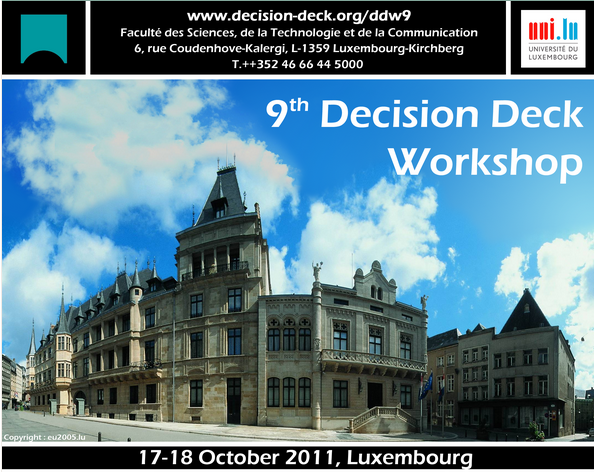 www.decision-deck.org/ddw9
Faculté des Sciences, de la Technologie et de la Communication
6, rue Coudenhove-Kalergi, L-1359 Luxembourg-Kirchberg
T.++352 46 66 44 5000
uni.lu
UNIVERSITÉ DU
LUXEMBOURG
9th Decision Deck
Workshop
Copyright : eu2005.lu
17-18 October 2011, Luxembourg